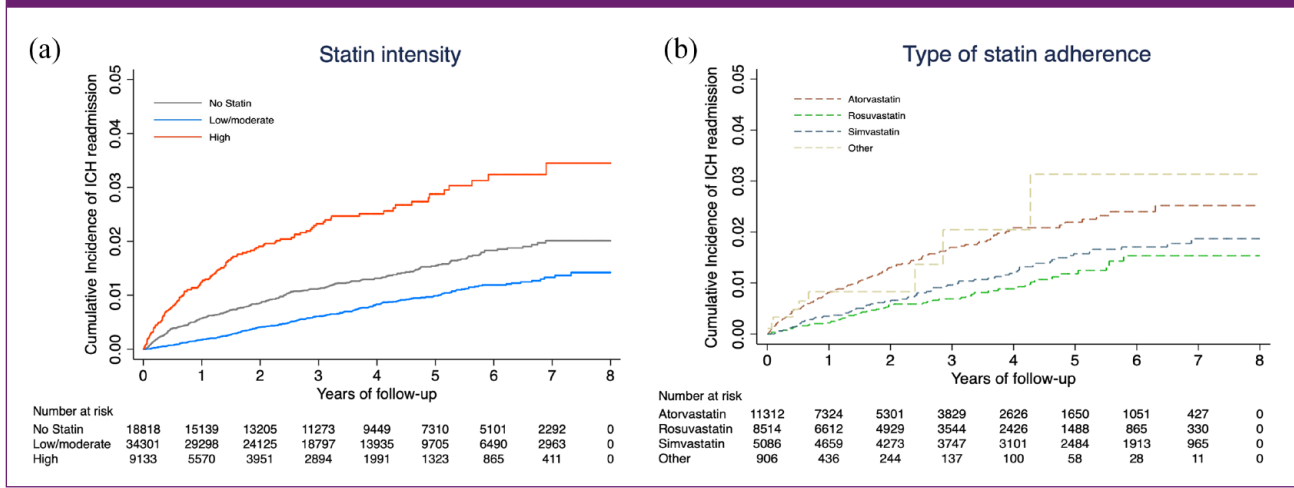 (a)
Statin intensity
Cumulative Incidence of ICH readmission
0.05
0.04
0.03
0.02
0.01
0.00
No Statin
Low/moderate
High
0 1 2 3 4 5 6 7 8
Years of follow-up
Number at risk
No Statin 18818 15139 13205 11273 9449 7310 5101 2292 0
Low/moderate 34301 29298 24125 18797 13935 9705 6490 2963 0
High 9133 5570 3951 2894 1991 1323 865 411 0
(b)
Type of statin adherence
Cumulative Incidence of ICH readmission
0.05
0.04
0.03
0.02
0.01
0.00
Atorvastatin
Rosuvastatin
Simvastatin
Other
0 1 2 3 4 5 6 7 8
Years of follow-up
Number at risk
Atorvastatin 11312 7324 5301 3829 2626 1650 1051 427 0
Rosuvastatin 8514 6612 4929 3544 2426 1488 865 330 0
Simvastatin 5086 4659 4273 3747 3101 2484 1913 965 0
Other 906 436 244 137 100 58 28 11 0